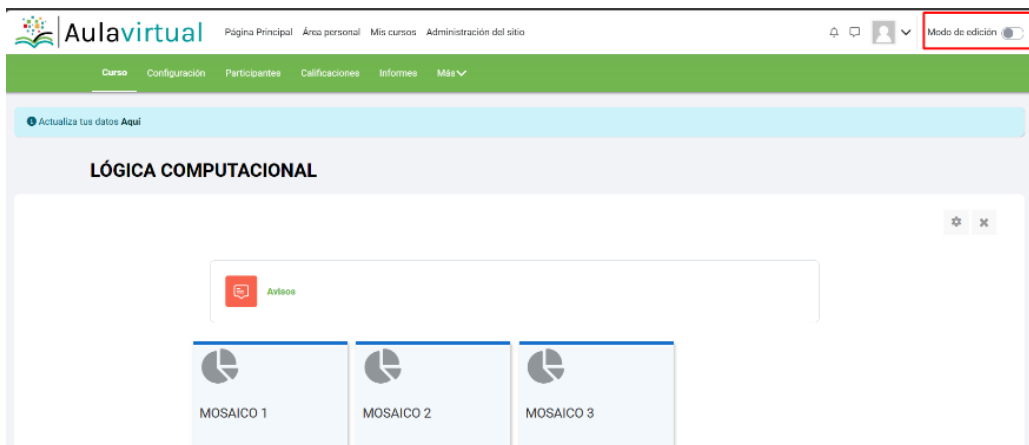 Aulavirtual Página Principal Área personal Mis cursos Administración del sitio Modo de edición
Curso Configuración Participantes Calificaciones Informes Más
Actualiza tus datos Aquí
LÓGICA COMPUTACIONAL
Avisos
MOSAICO 1 MOSAICO 2 MOSAICO 3